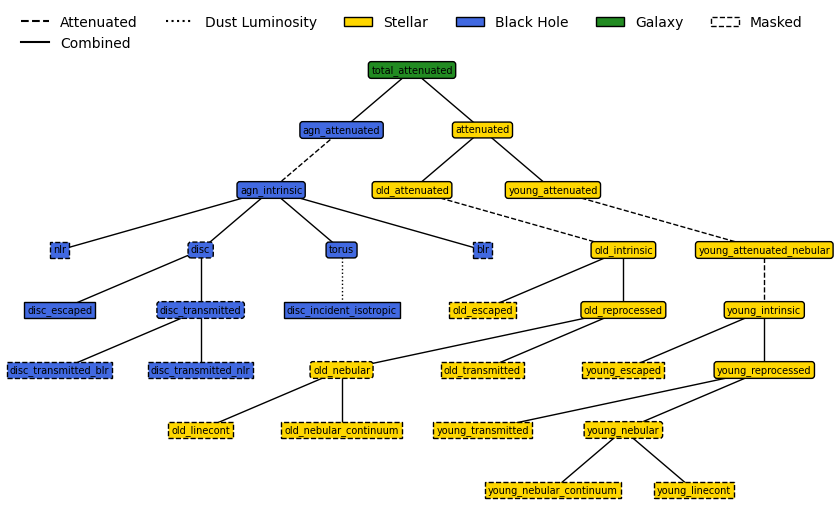 Attenuated
Dust Luminosity
Stellar
Black Hole
Galaxy
Masked
Combined
total_attenuated
agn_attenuated
attenuated
agn_intrinsic
old_attenuated
young_attenuated
nlr
disc
torus
blr
old_intrinsic
young_attenuated_nebular
disc_escaped
disc_transmitted
disc_incident_isotropic
old_escaped
old_reprocessed
young_intrinsic
disc_transmitted_blr
disc_transmitted_nlr
old_nebular
old_transmitted
young_escaped
young_reprocessed
old_linecont
old_nebular_continuum
young_transmitted
young_nebular
young_nebular_continuum
young_linecont